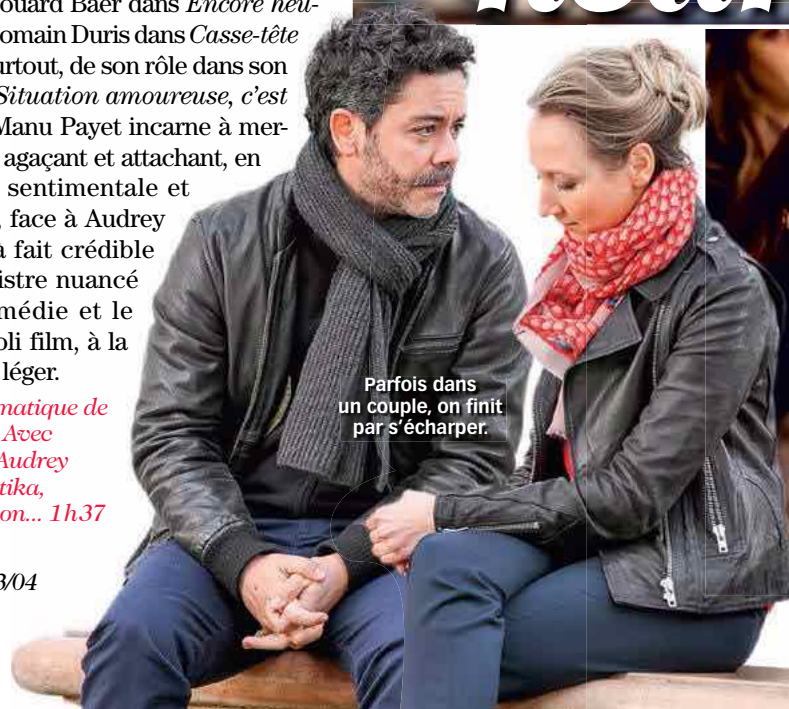 ouard Baer dans Encore heu-
omain Duris dans Casse-tête
urtout, de son rôle dans son
Situation amoureuse, c'est
Manu Payet incarne à mer-
agaçant et attachant, en
sentimentale et
, face à Audrey
à fait crédible
istre nuancé
médie et le
oli film, à la
léger.
matique de
Avec
Audrey
tika,
on... 1h37
3/04
Parfois dans
un couple, on finit
par s'écharper.